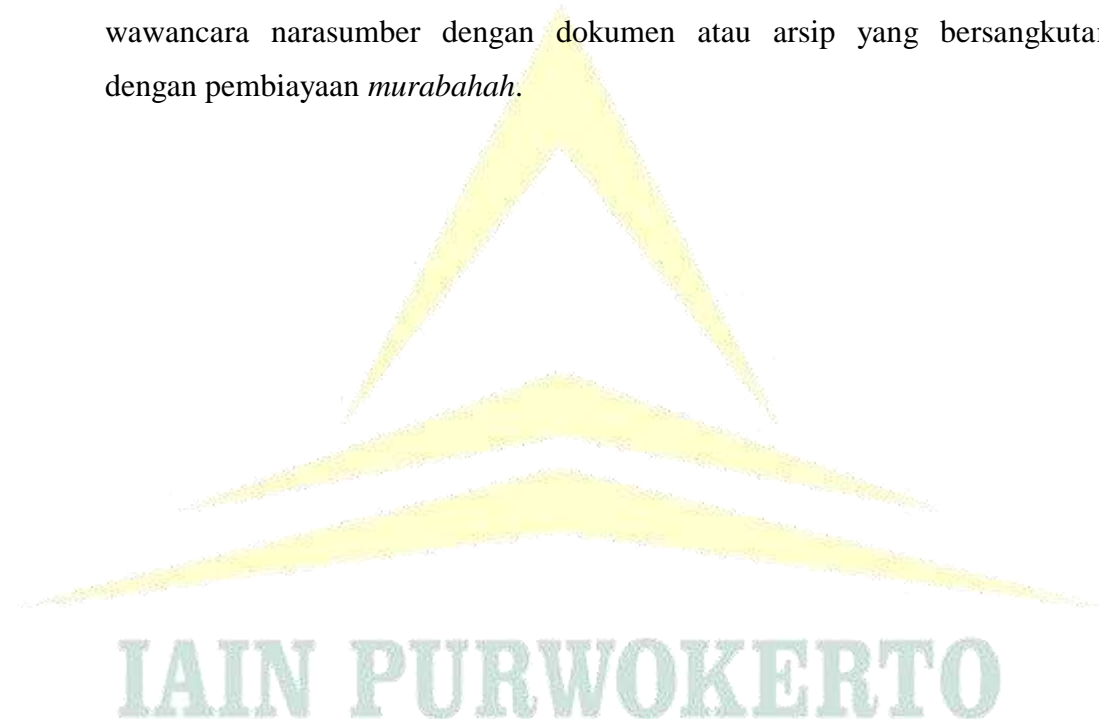 wawancara narasumber dengan dokumen atau arsip yang bersangkutan
dengan pembiayaan murabahah.
IAIN PURWOKERTO